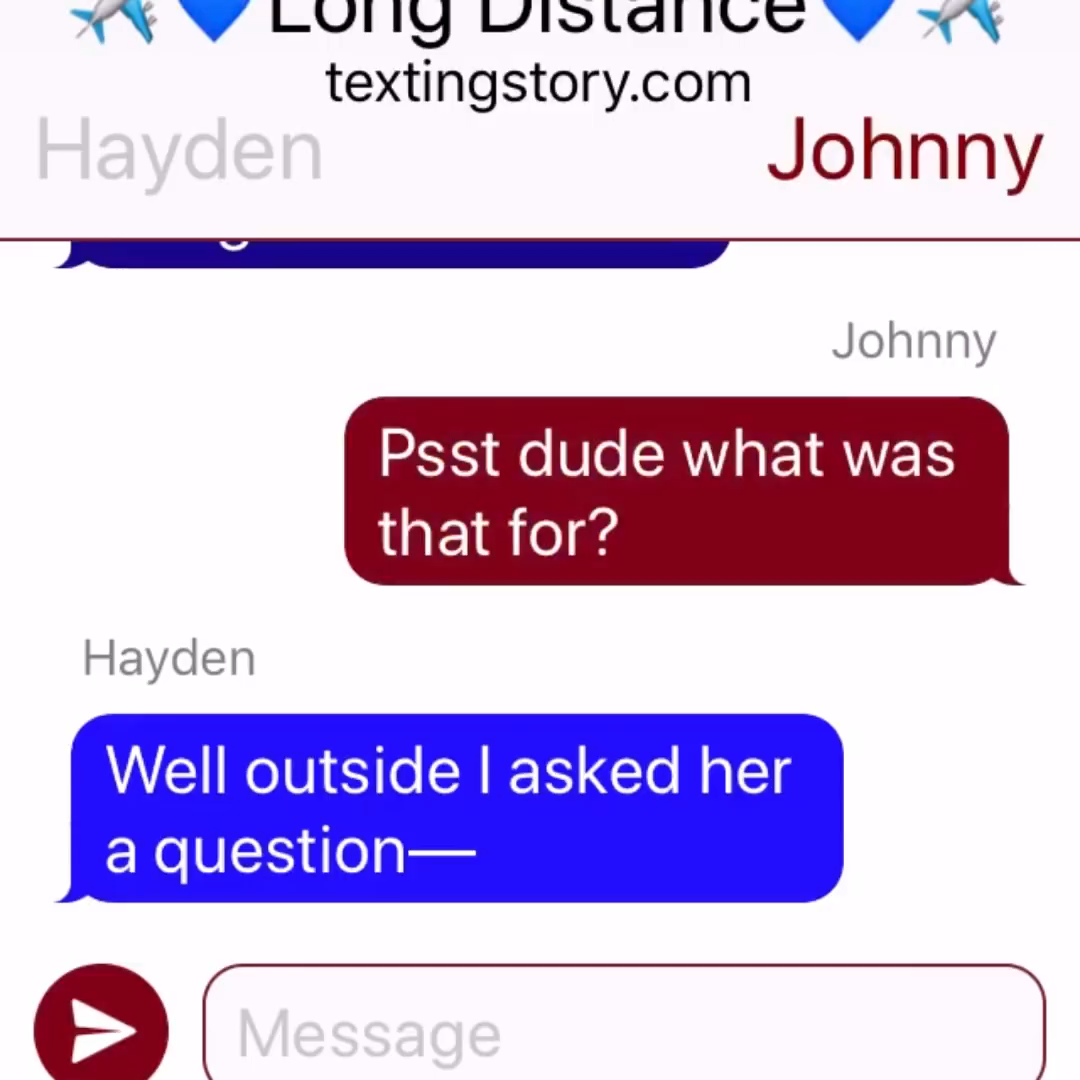 ✈️💙Long Distance💙✈️
textingstory.com
Hayden Johnny
Johnny
Psst dude what was
that for?
Hayden
Well outside I asked her
a question—
Message